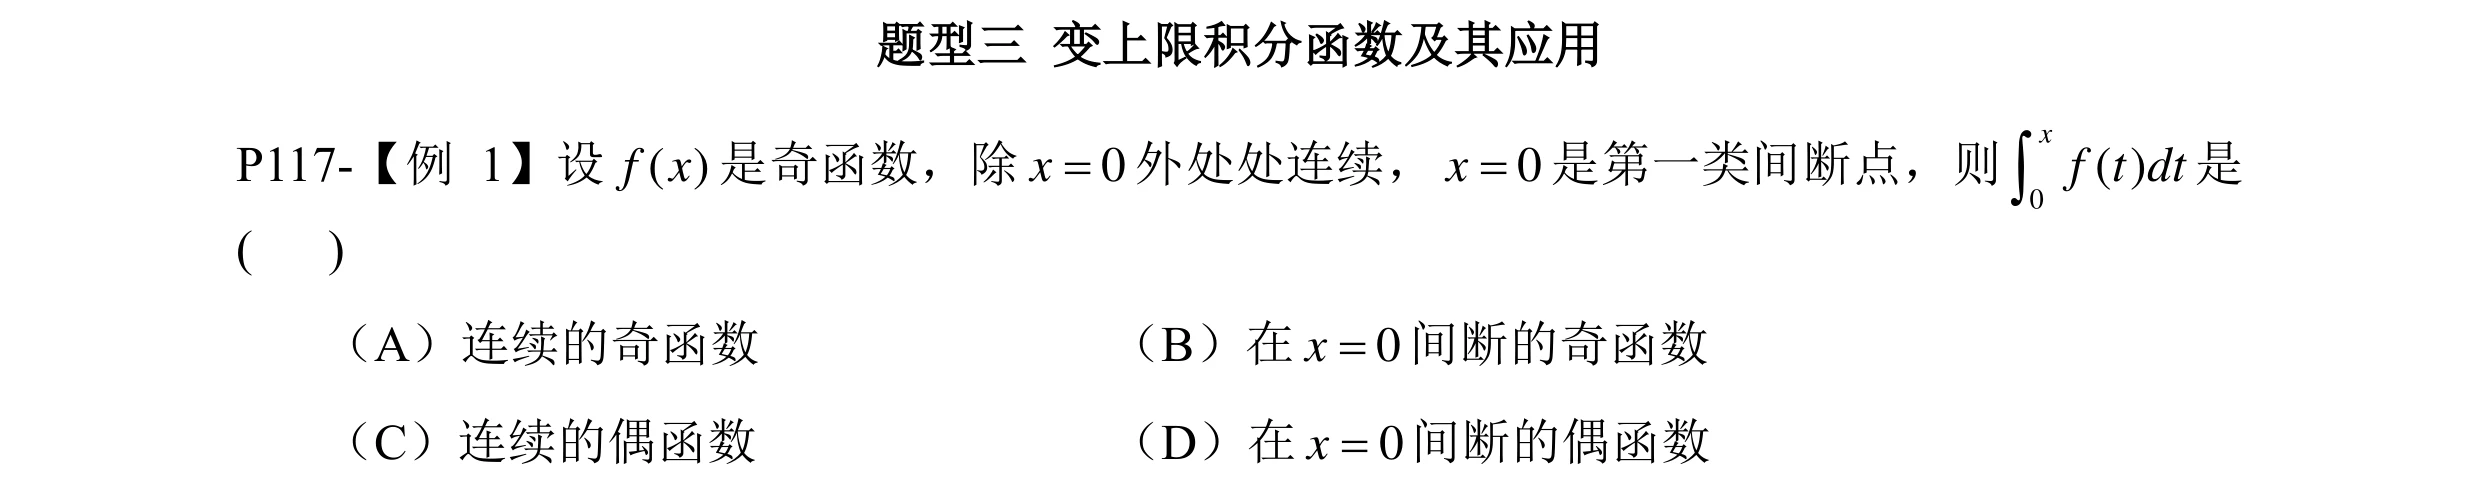 题型三 变上限积分函数及其应用
P117-【例 1】设 $f(x)$ 是奇函数，除 $x=0$ 外处处连续， $x=0$ 是第一类间断点，则 $\int_0^x f(t)dt$ 是
(    )
（A）连续的奇函数 （B）在 $x=0$ 间断的奇函数
（C）连续的偶函数 （D）在 $x=0$ 间断的偶函数